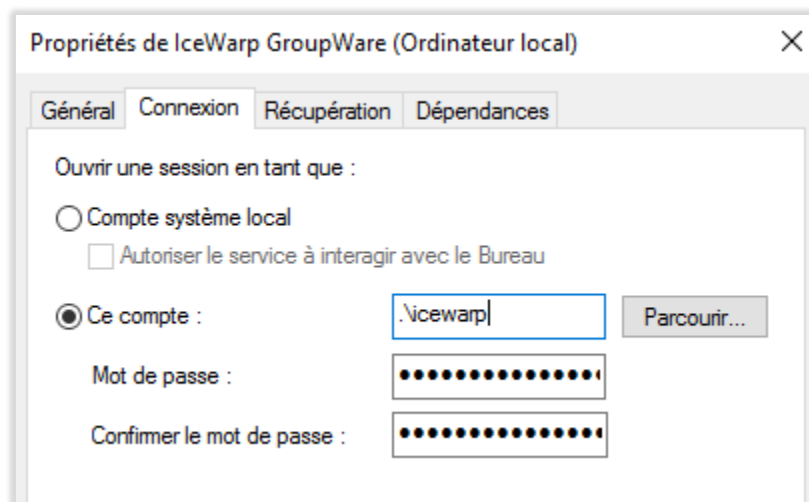 Propriétés de IceWarp GroupWare (Ordinateur local)
Général Connexion Récupération Dépendances
Ouvrir une session en tant que :
Compte système local
Autoriser le service à interagir avec le Bureau
Ce compte : .\icewarp Parcourir...
Mot de passe : ●●●●●●●●●●●●●●●
Confirmer le mot de passe : ●●●●●●●●●●●●●●●